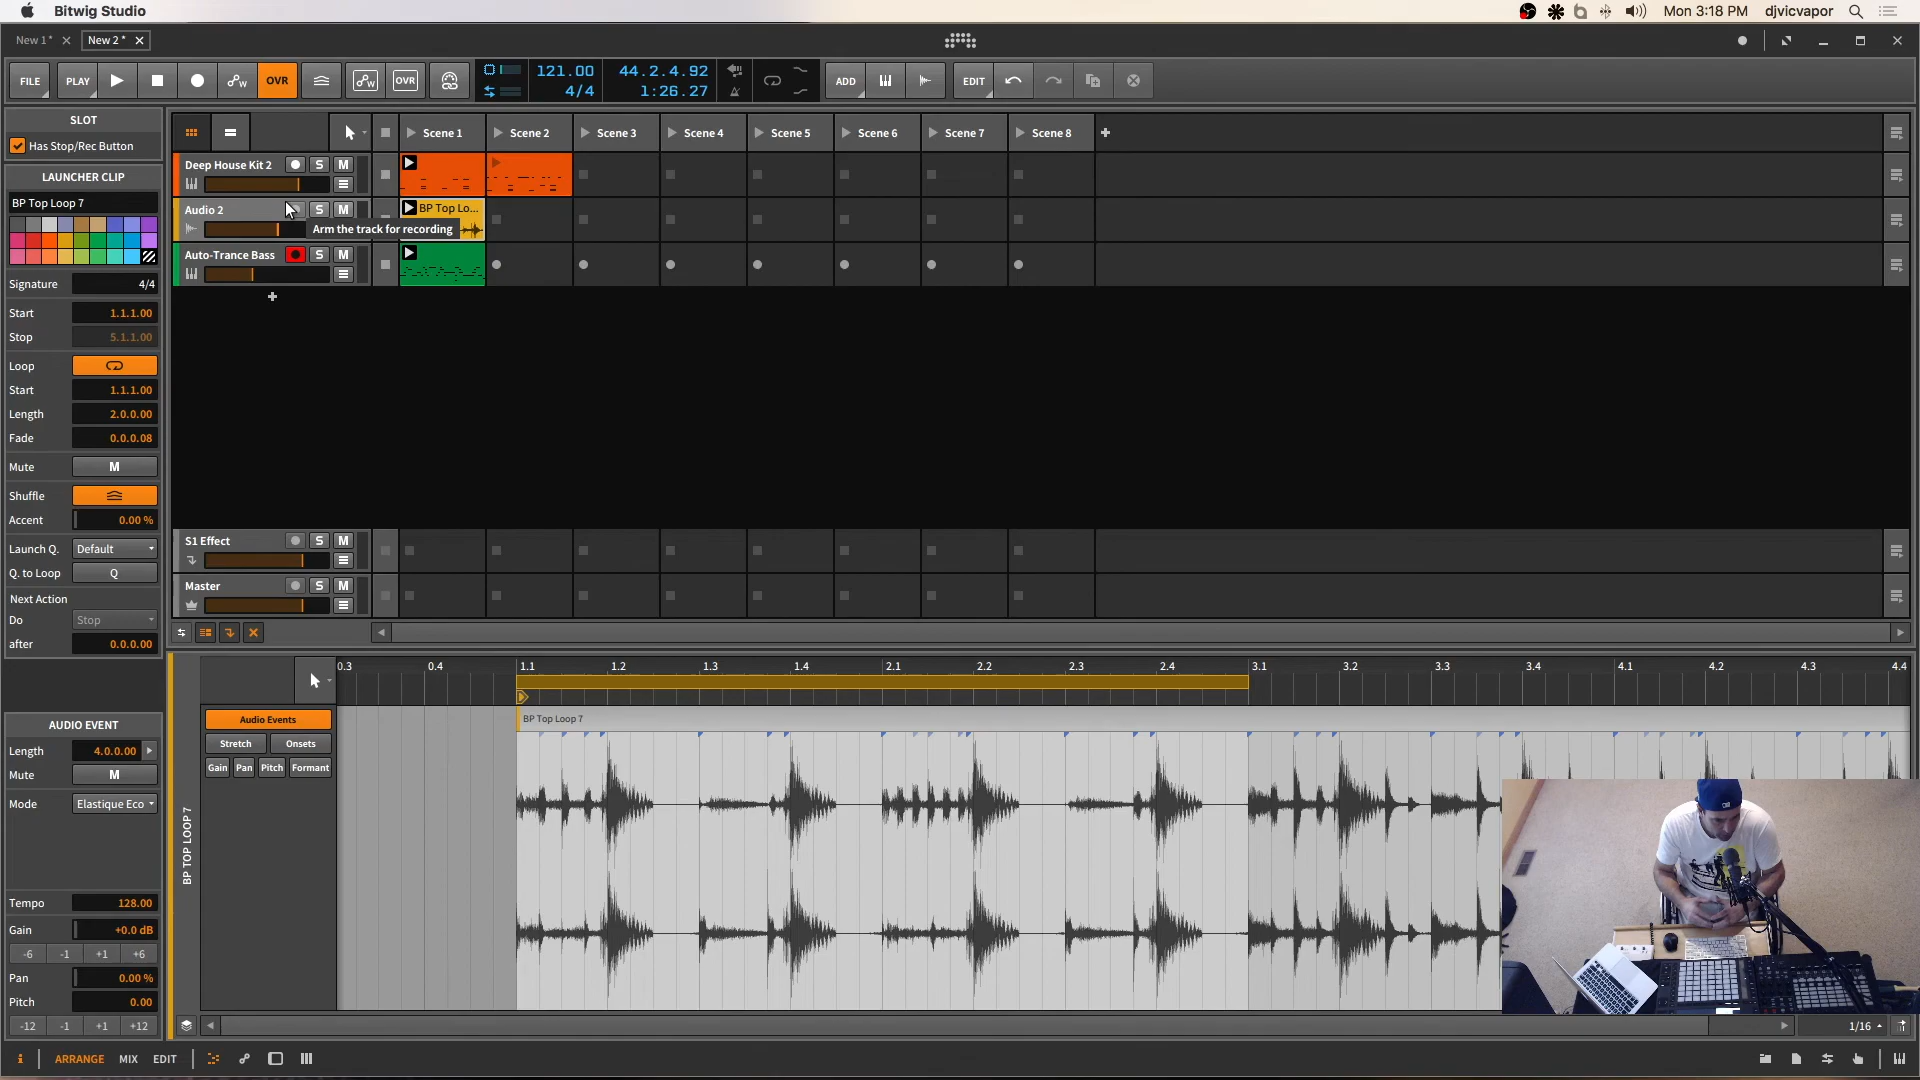 Bitwig Studio
Mon 3:18 PM djvicvapor
New 1 * New 2 *
FILE PLAY OVR OVR 121.00 44.2.4.92 ADD EDIT
4/4 1:26.27
SLOT
Has Stop/Rec Button
LAUNCHER CLIP
BP Top Loop 7
Signature 4/4
Start 1.1.1.00
Stop 5.1.1.00
Loop
Start 1.1.1.00
Length 2.0.0.00
Fade 0.0.0.08
Mute M
Shuffle
Accent 0.00 %
Launch Q. Default
Q. to Loop Q
Next Action
Do Stop
after 0.0.0.00
Scene 1 Scene 2 Scene 3 Scene 4 Scene 5 Scene 6 Scene 7 Scene 8
Deep House Kit 2 S M
Audio 2 S M BP Top Lo...
Arm the track for recording
Auto-Trance Bass S M
S1 Effect S M
Master S M
0.3 0.4 1.1 1.2 1.3 1.4 2.1 2.2 2.3 2.4 3.1 3.2 3.3 3.4 4.1 4.2 4.3 4.4
Audio Events
Stretch Onsets
Gain Pan Pitch Formant
BP Top Loop 7
BP TOP LOOP 7
AUDIO EVENT
Length 4.0.0.00
Mute M
Mode Elastique Eco
Tempo 128.00
Gain +0.0 dB
-6 -1 +1 +6
Pan 0.00 %
Pitch 0.00
-12 -1 +1 +12
1/16
i ARRANGE MIX EDIT